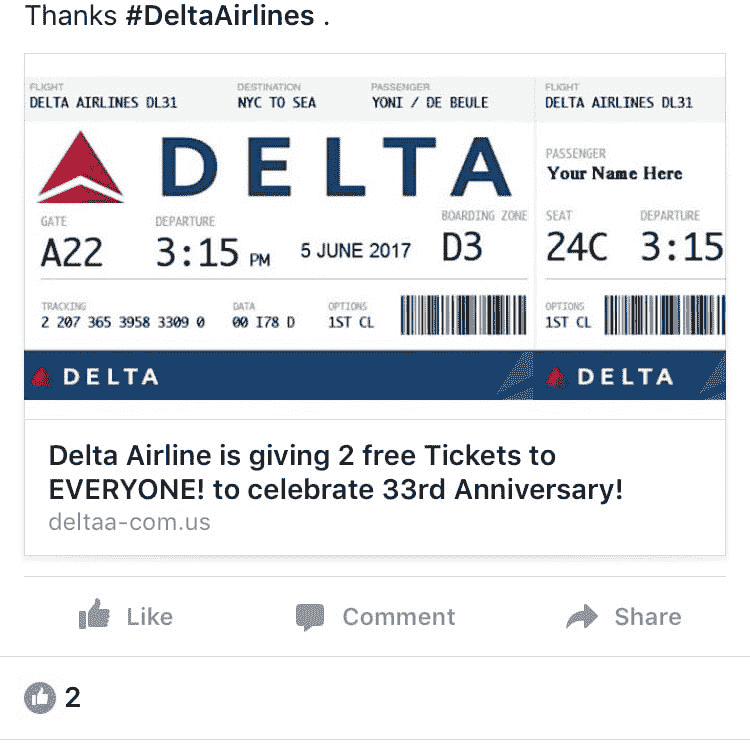 Thanks #DeltaAirlines .
FLIGHT DESTINATION PASSENGER FLIGHT
DELTA AIRLINES DL31 NYC TO SEA YONI / DE BEULE DELTA AIRLINES DL31
DELTA
PASSENGER
Your Name Here
GATE DEPARTURE BOARDING ZONE SEAT DEPARTURE
A22 3:15 PM 5 JUNE 2017 D3 24C 3:15
TRACKING DATA OPTIONS OPTIONS
2 207 365 3958 3309 0 00 I78 D 1ST CL 1ST CL
DELTA DELTA
Delta Airline is giving 2 free Tickets to
EVERYONE! to celebrate 33rd Anniversary!
deltaa-com.us
Like Comment Share
2